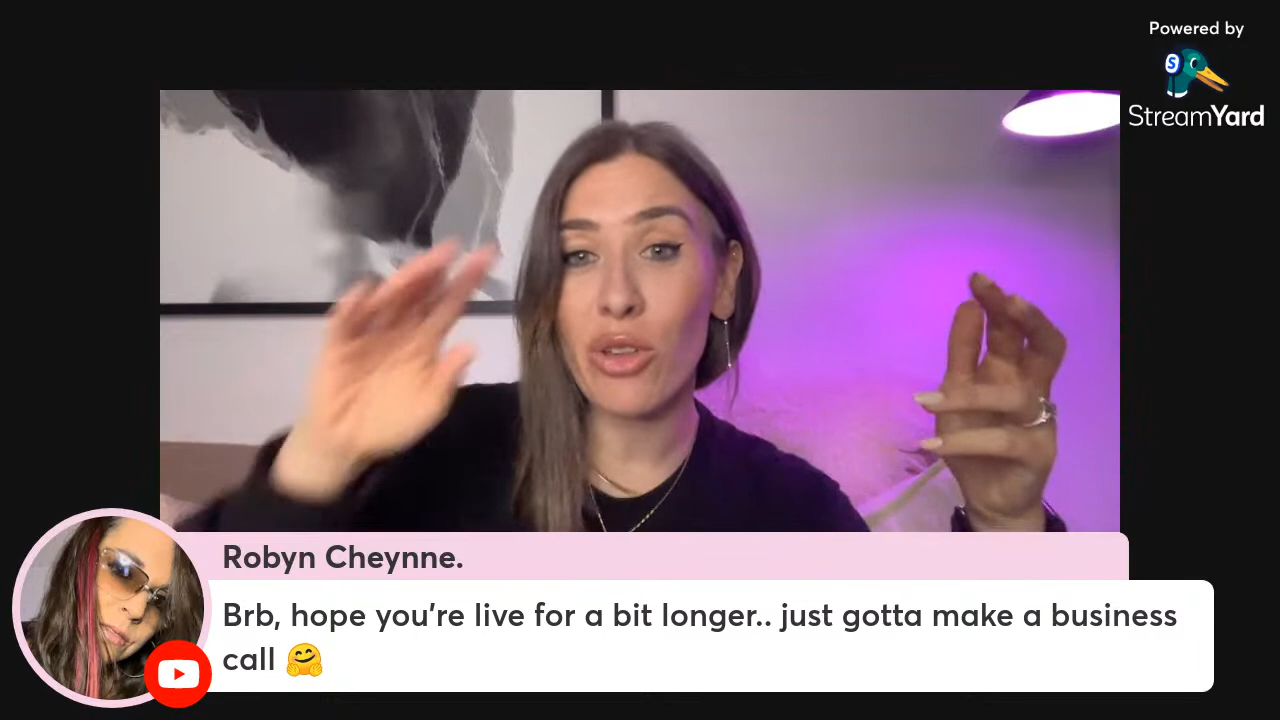 Powered by
S
StreamYard
Robyn Cheynne.
Brb, hope you're live for a bit longer.. just gotta make a business
call 🤗